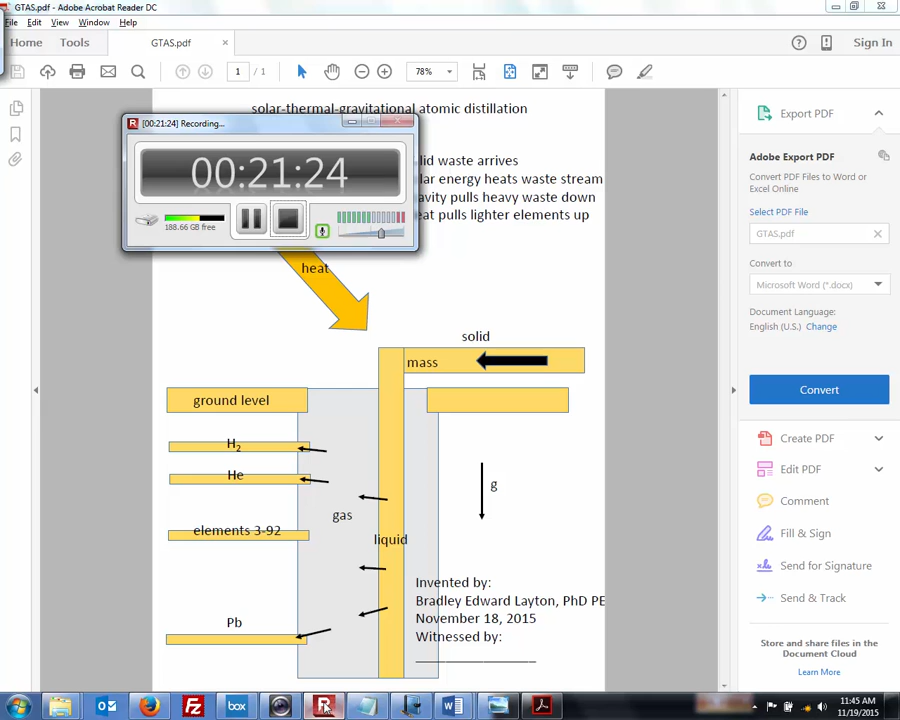 GTAS.pdf - Adobe Acrobat Reader DC
File Edit View Window Help
Home Tools GTAS.pdf × Sign In
1 / 1 78%
solar-thermal-gravitational atomic distillation
[00:21:24] Recording...
00:21:24
188.66 GB free
lid waste arrives
lar energy heats waste stream
avity pulls heavy waste down
eat pulls lighter elements up
heat
solid
mass
ground level
H2
He
g
gas
elements 3-92
liquid
Pb
Invented by:
Bradley Edward Layton, PhD PE
November 18, 2015
Witnessed by:
Export PDF
Adobe Export PDF
Convert PDF Files to Word or
Excel Online
Select PDF File
GTAS.pdf
Convert to
Microsoft Word (*.docx)
Document Language:
English (U.S.) Change
Convert
Create PDF
Edit PDF
Comment
Fill & Sign
Send for Signature
Send & Track
Store and share files in the
Document Cloud
Learn More
box
11:45 AM
11/19/2015